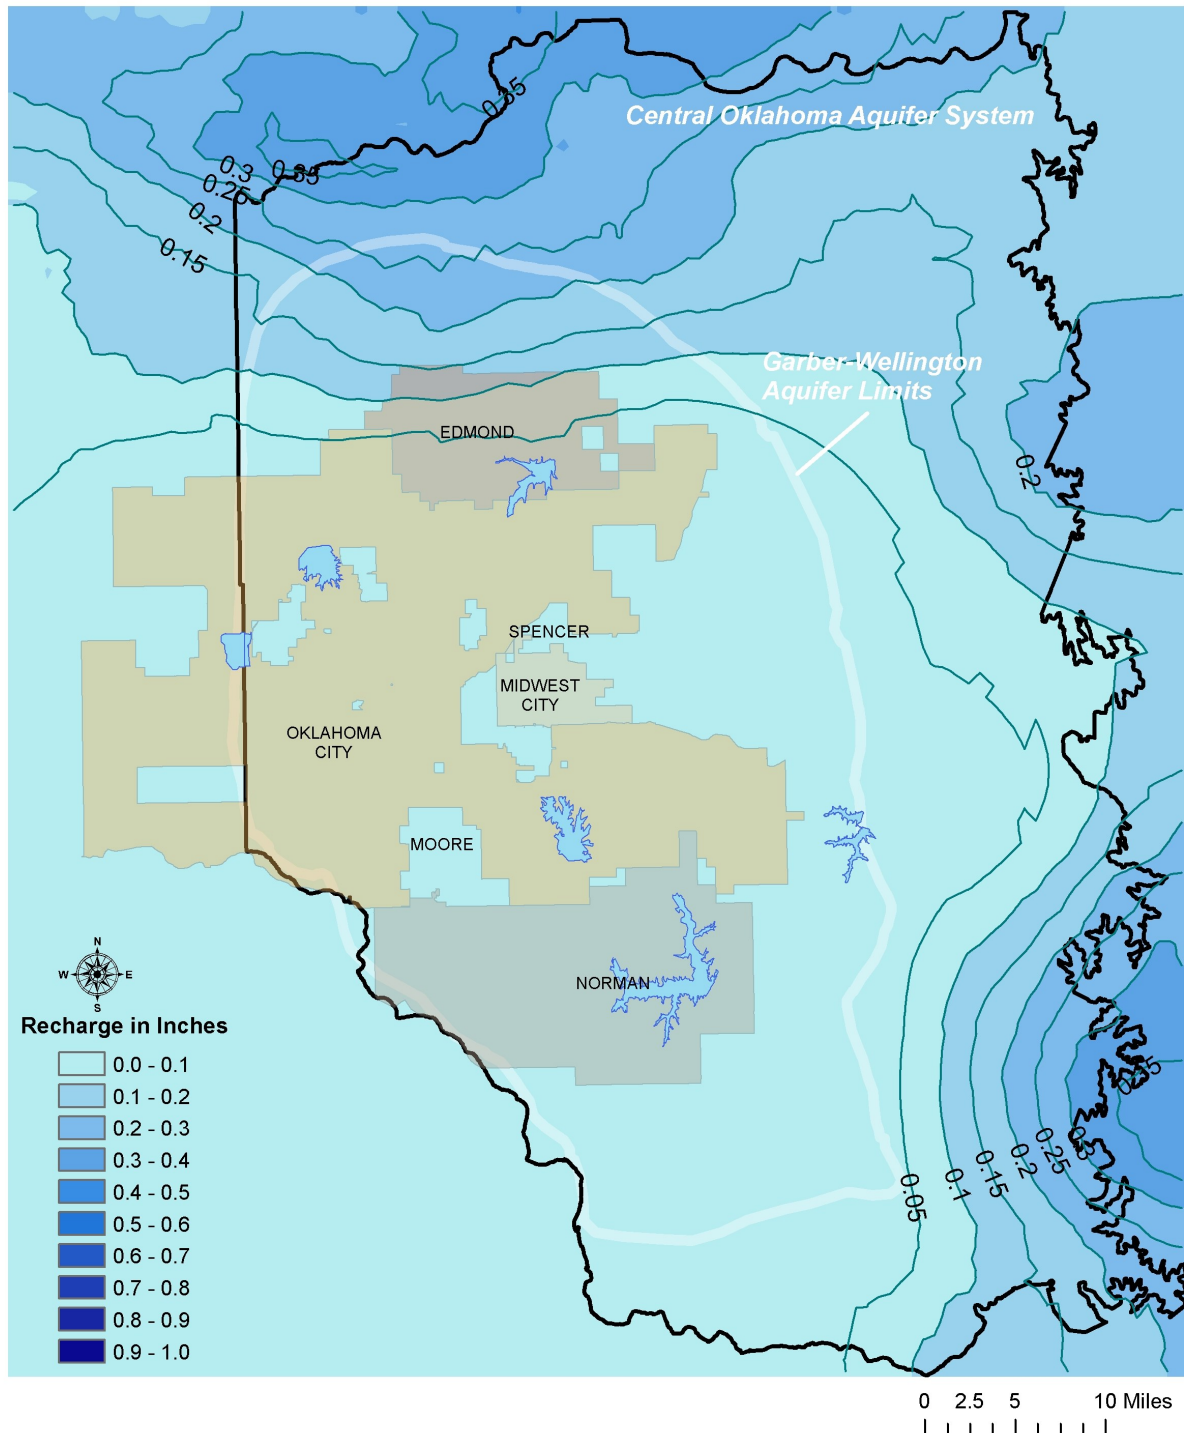 0.35
Central Oklahoma Aquifer System
0.3
0.35
0.25
0.2
0.15
Garber-Wellington
Aquifer Limits
EDMOND
0.2
SPENCER
MIDWEST
CITY
OKLAHOMA
CITY
MOORE
N
W
E
S
NORMAN
Recharge in Inches
0.0 - 0.1
0.1 - 0.2
0.2 - 0.3
0.3 - 0.4
0.4 - 0.5
0.5 - 0.6
0.6 - 0.7
0.7 - 0.8
0.8 - 0.9
0.9 - 1.0
0.35
0.3
0.25
0.2
0.15
0.1
0.05
0 2.5 5 10 Miles